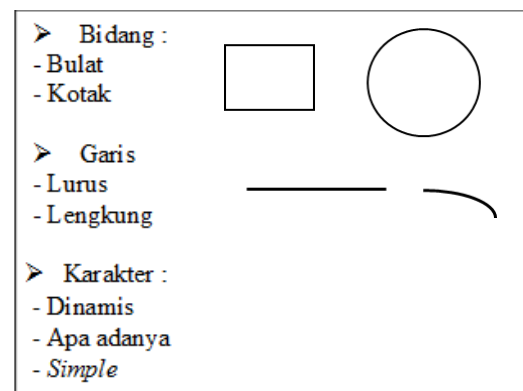 ➢ Bidang :
- Bulat
- Kotak
➢ Garis
- Lurus
- Lengkung
➢ Karakter :
- Dinamis
- Apa adanya
- Simple